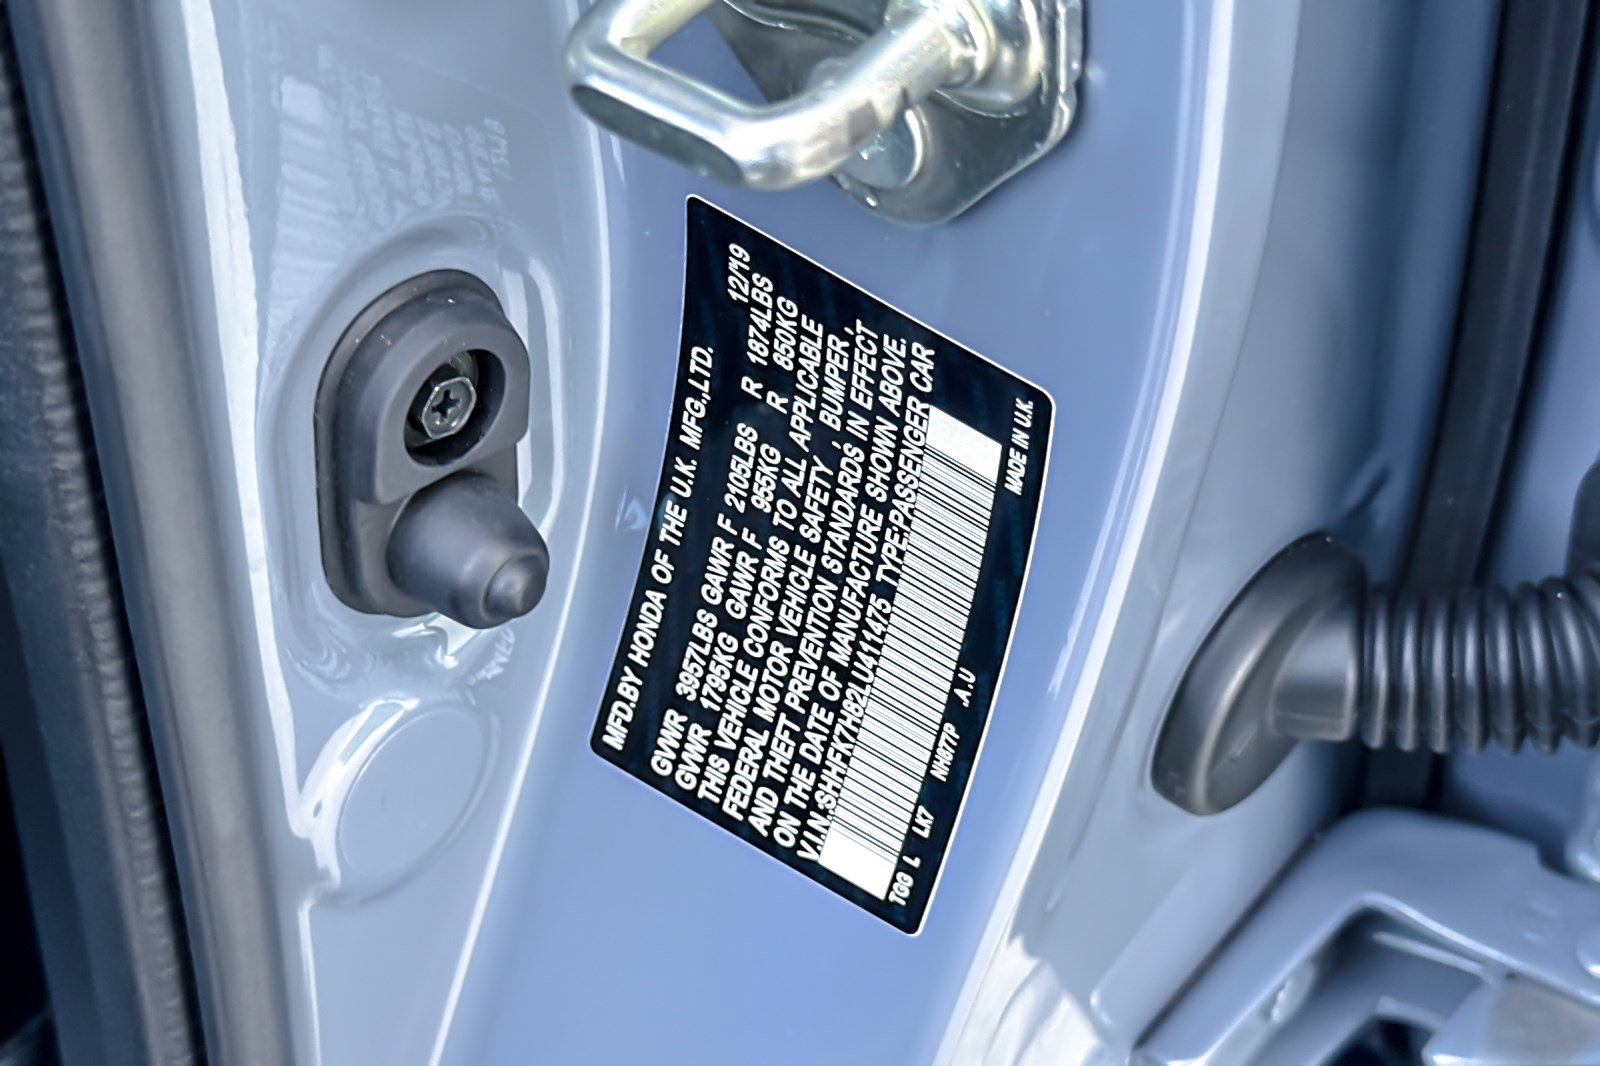 MFD.BY HONDA OF THE U.K. MFG.,LTD. 12/19
GVWR 3957LBS GAWR F 2105LBS R 1874LBS
GVWR 1795KG GAWR F 955KG R 850KG
THIS VEHICLE CONFORMS TO ALL APPLICABLE
FEDERAL MOTOR VEHICLE SAFETY , BUMPER ,
AND THEFT PREVENTION STANDARDS IN EFFECT
ON THE DATE OF MANUFACTURE SHOWN ABOVE.
V.I.N.SHHFK7H62LU411475 TYPE:PASSENGER CAR
TGG L LX7 NH877P .A.U MADE IN U.K.